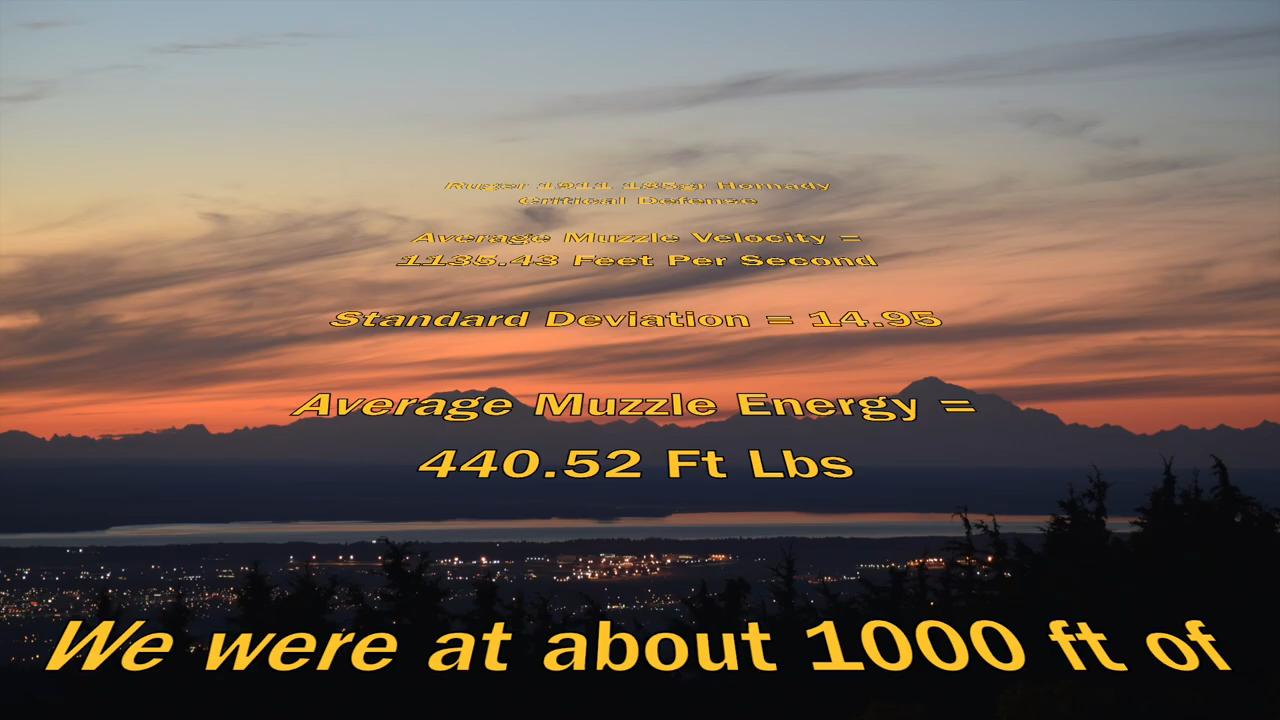 Ruger 1911 185gr Hornady
Critical Defense
Average Muzzle Velocity =
1135.43 Feet Per Second
Standard Deviation = 14.95
Average Muzzle Energy =
440.52 Ft Lbs
We were at about 1000 ft of